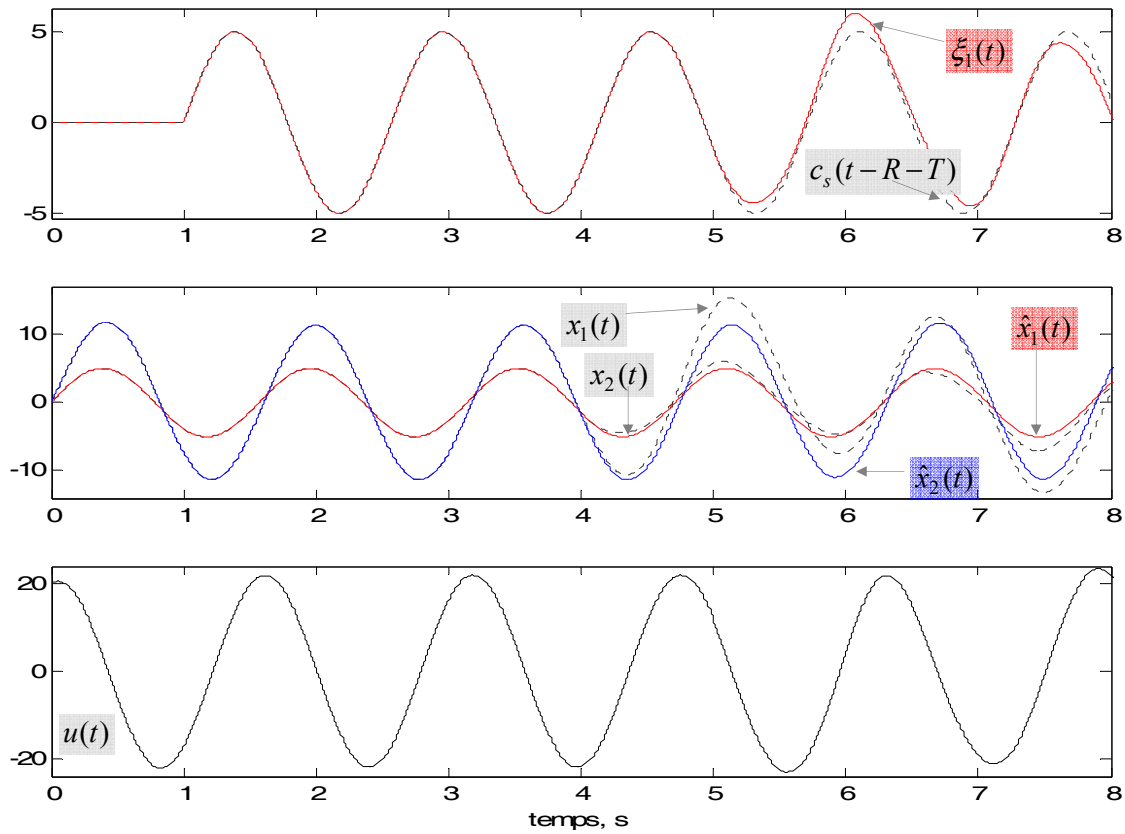 5
0
-5
ξ₁(t)
c_s(t − R − T)
0 1 2 3 4 5 6 7 8
10
0
-10
x₁(t)
x₂(t)
x̂₁(t)
x̂₂(t)
0 1 2 3 4 5 6 7 8
20
0
-20
u(t)
0 1 2 3 4 5 6 7 8
temps, s